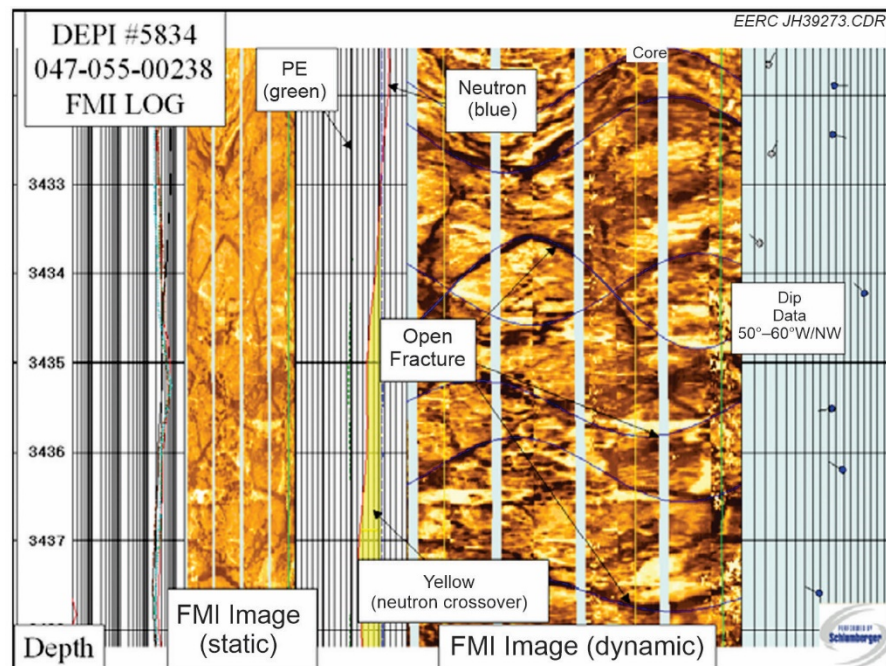 EERC JH39273.CDR
DEPI #5834
047-055-00238
FMI LOG
PE
(green)
Neutron
(blue)
Core
3433
3434
3435
3436
3437
Open
Fracture
Dip
Data
50°–60°W/NW
Yellow
(neutron crossover)
Depth
FMI Image
(static)
FMI Image (dynamic)
Schlumberger